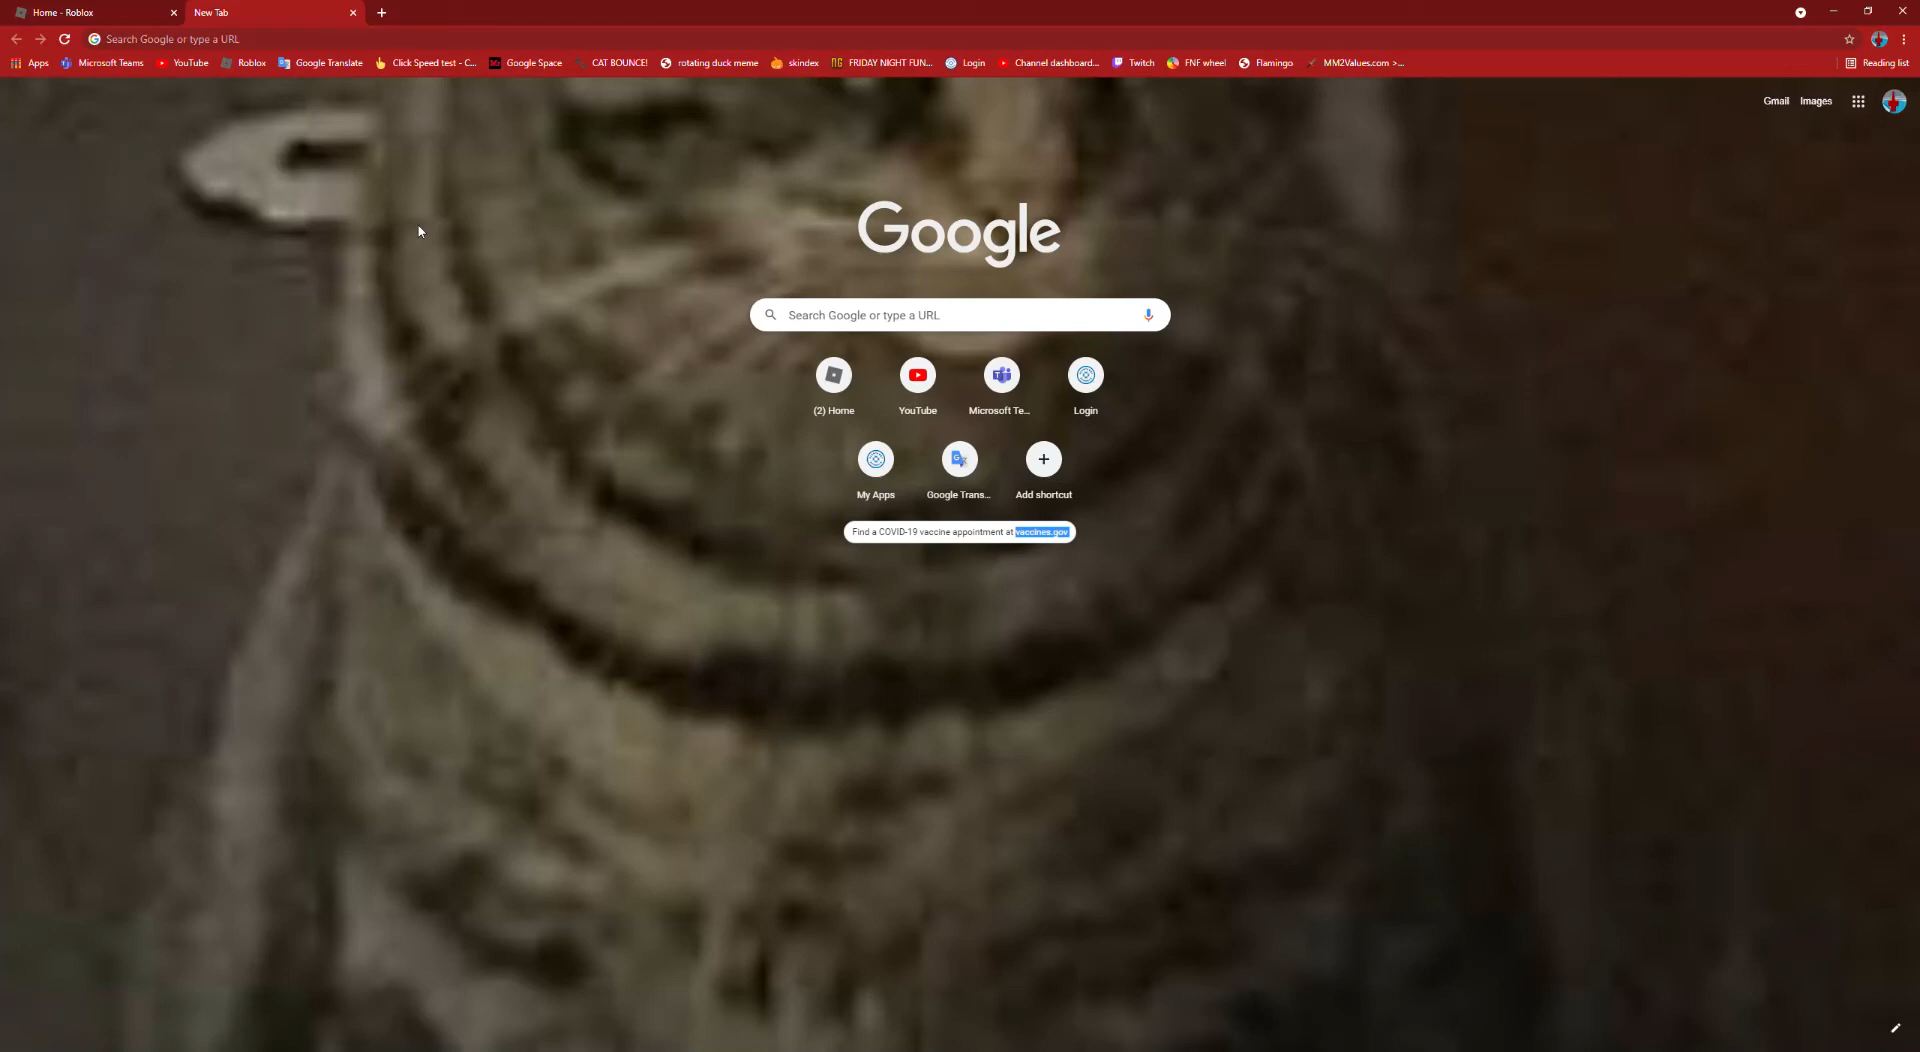 Home - Roblox
New Tab
Search Google or type a URL
Apps Microsoft Teams YouTube Roblox Google Translate Click Speed test - C... Google Space CAT BOUNCE! rotating duck meme skindex FRIDAY NIGHT FUN... Login Channel dashboard... Twitch FNF wheel Flamingo MM2Values.com >... Reading list
Gmail Images
Google
Search Google or type a URL
(2) Home YouTube Microsoft Te... Login
My Apps Google Trans... Add shortcut
Find a COVID-19 vaccine appointment at vaccines.gov